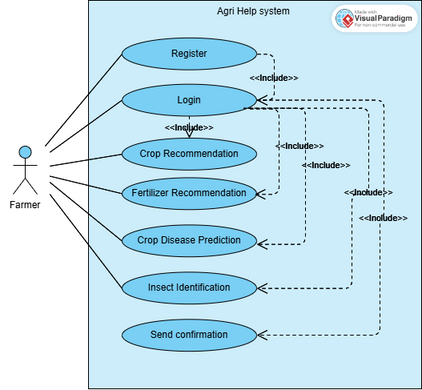 Agri Help system
Made with
Visual Paradigm
For non-commercial use
Register
<<Include>>
Login
<<Include>>
<<Include>>
Crop Recommendation
<<Include>>
Fertilizer Recommendation
<<Include>>
Farmer
<<Include>>
Crop Disease Prediction
Insect Identification
Send confirmation